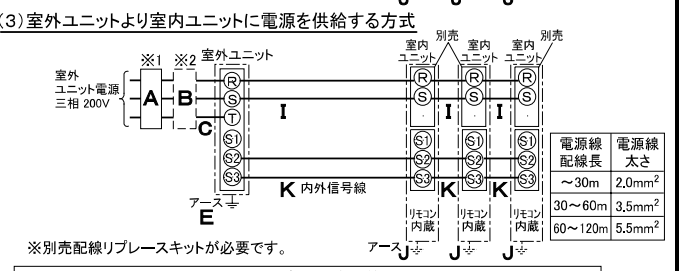 (3)室外ユニットより室内ユニットに電源を供給する方式
※1 ※2 室外ユニット
室外
ユニット電源
三相 200V
A
B
C
R
S
T
S1
S2
S3
I
K 内外信号線
アース
E
別売
室内
ユニット
室内
ユニット
室内
ユニット
別売
R R R
S S S
I I
S1 S1 S1
S2 S2 S2
S3 S3 S3
K K
リモコン
内蔵
リモコン
内蔵
リモコン
内蔵
アース J J J
電源線
配線長
電源線
太さ
~30m 2.0mm²
30~60m 3.5mm²
60~120m 5.5mm²
※別売配線リプレースキットが必要です。